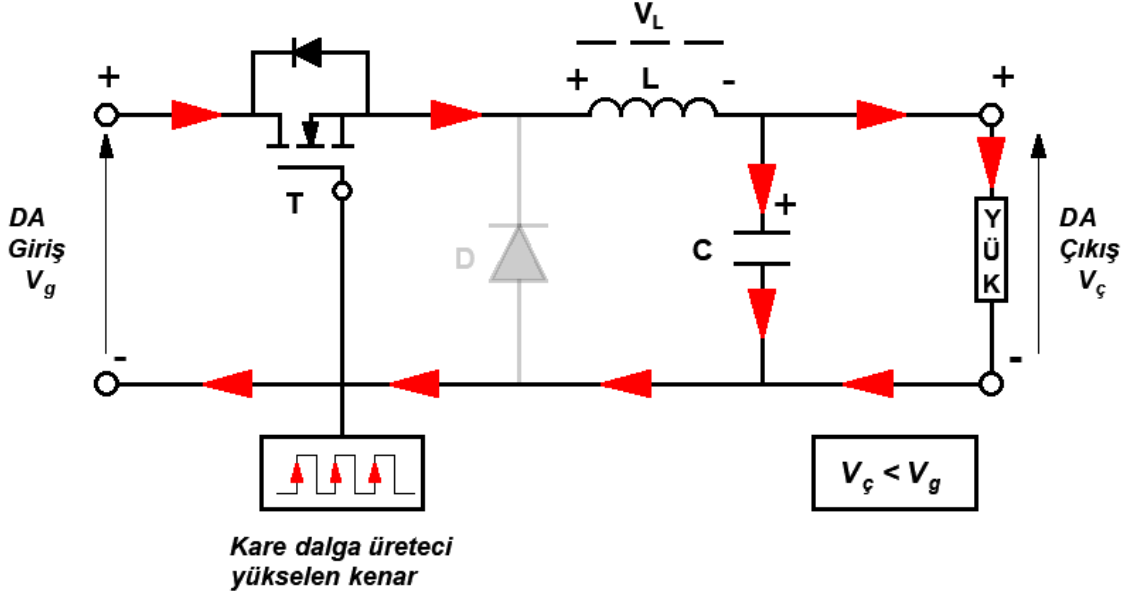 V_L
+ L -
+
+
T
DA
Giriş
V_g
D
C
+
Y
Ü
K
DA
Çıkış
V_ç
-
-
V_ç < V_g
Kare dalga üreteci
yükselen kenar